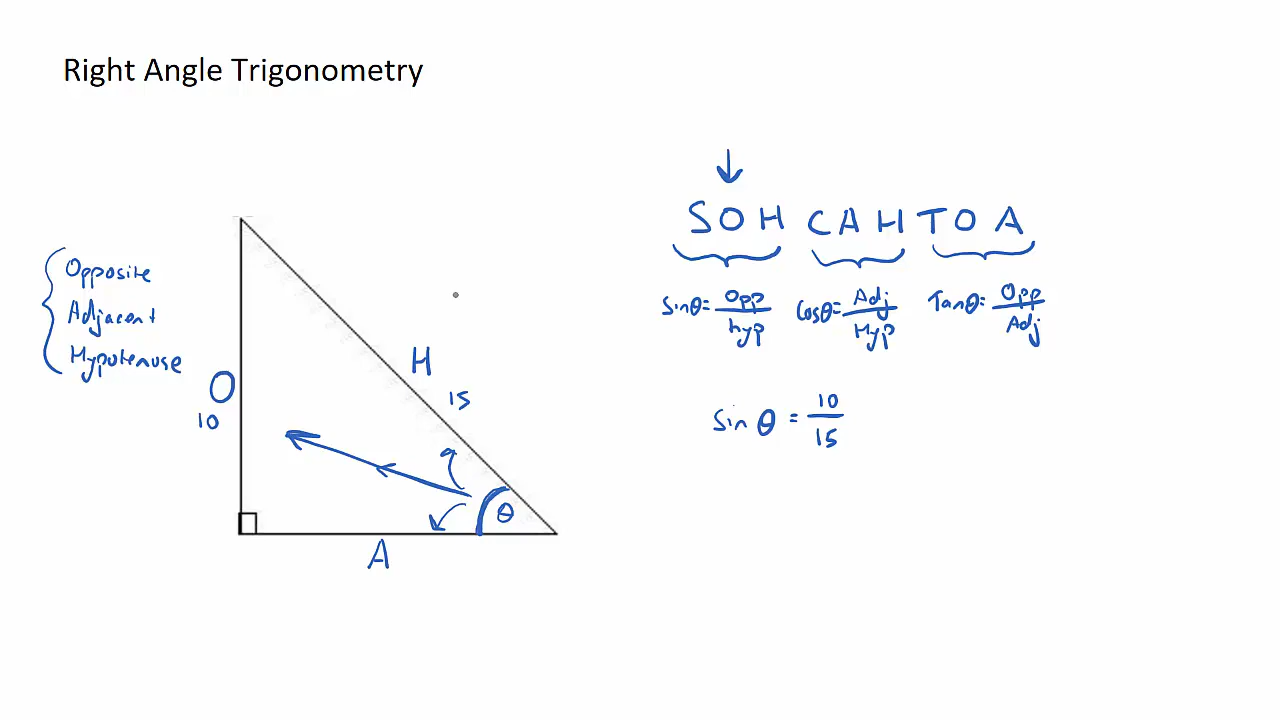 Right Angle Trigonometry
SOH CAH TOA
Opposite
Adjacent
Hypotenuse
Sinθ = Opp/hyp Cosθ = Adj/Hyp Tanθ = Opp/Adj
H
15
O
10
Sin θ = 10/15
θ
A